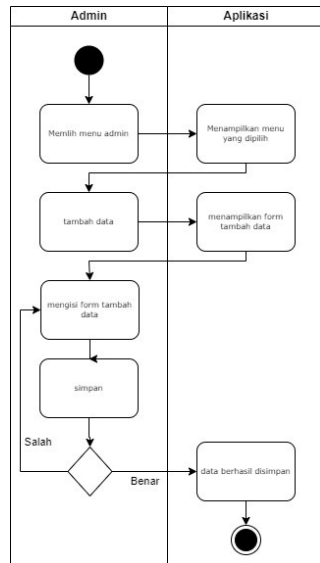 Admin
Aplikasi
Memlih menu admin
Menampilkan menu
yang dipilih
tambah data
menampilkan form
tambah data
mengisi form tambah
data
simpan
Salah
Benar
data berhasil disimpan